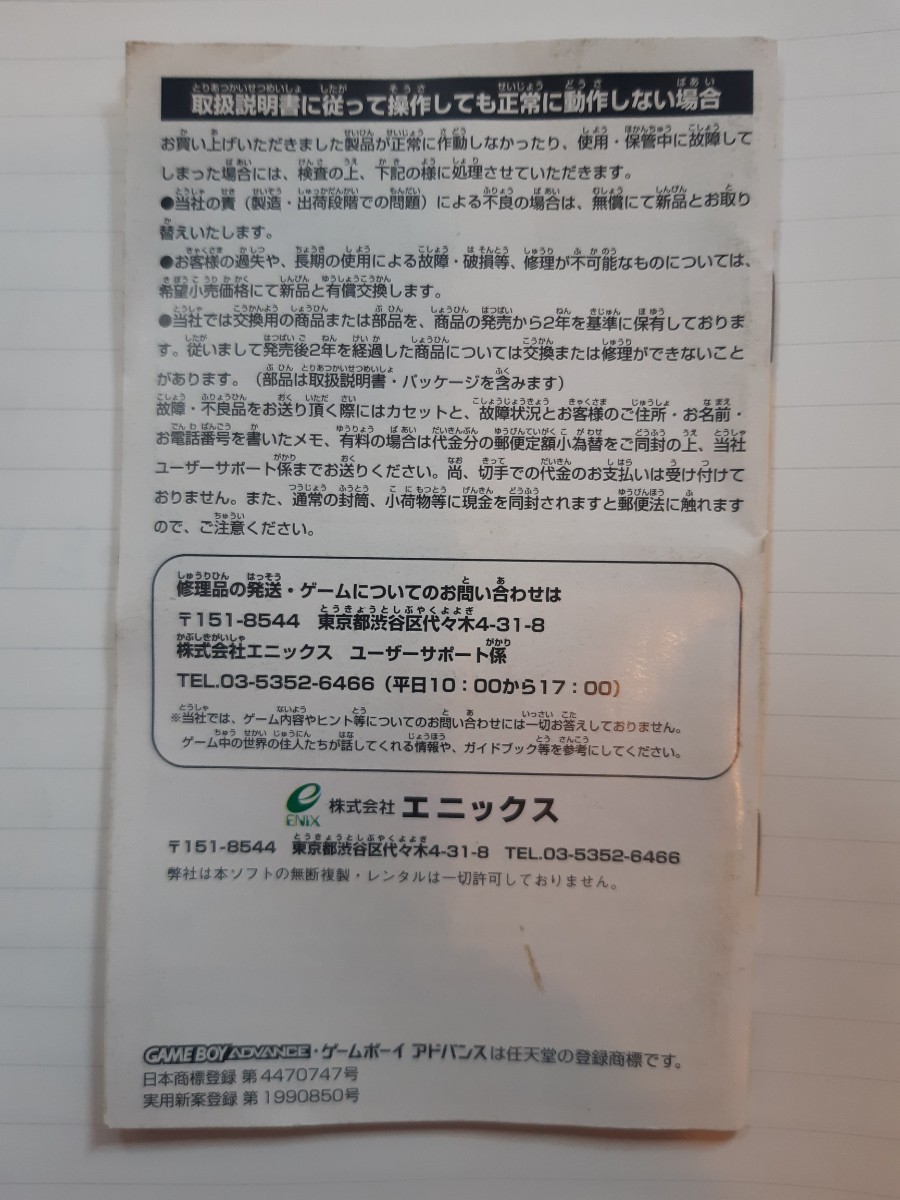 取扱説明書に従って操作しても正常に動作しない場合
お買い上げいただきました製品が正常に作動しなかったり、使用・保管中に故障して
しまった場合には、検査の上、下記の様に処理させていただきます。
●当社の責（製造・出荷段階での問題）による不良の場合は、無償にて新品とお取り
替えいたします。
●お客様の過失や、長期の使用による故障・破損等、修理が不可能なものについては、
希望小売価格にて新品と有償交換します。
●当社では交換用の商品または部品を、商品の発売から2年を基準に保有しておりま
す。従いまして発売後2年を経過した商品については交換または修理ができないこと
があります。（部品は取扱説明書・パッケージを含みます）
故障・不良品をお送り頂く際にはカセットと、故障状況とお客様のご住所・お名前・
お電話番号を書いたメモ、有料の場合は代金分の郵便定額小為替をご同封の上、当社
ユーザーサポート係までお送りください。尚、切手での代金のお支払いは受け付けて
おりません。また、通常の封筒、小荷物等に現金を同封されますと郵便法に触れます
ので、ご注意ください。
修理品の発送・ゲームについてのお問い合わせは
〒151-8544 東京都渋谷区代々木4-31-8
株式会社エニックス ユーザーサポート係
TEL.03-5352-6466（平日10：00から17：00）
※当社では、ゲーム内容やヒント等についてのお問い合わせには一切お答えしておりません。
ゲーム中の世界の住人たちが話してくれる情報や、ガイドブック等を参考にしてください。
ENIX 株式会社 エニックス
〒151-8544 東京都渋谷区代々木4-31-8 TEL.03-5352-6466
弊社は本ソフトの無断複製・レンタルは一切許可しておりません。
GAME BOY ADVANCE・ゲームボーイ アドバンスは任天堂の登録商標です。
日本商標登録 第4470747号
実用新案登録 第1990850号